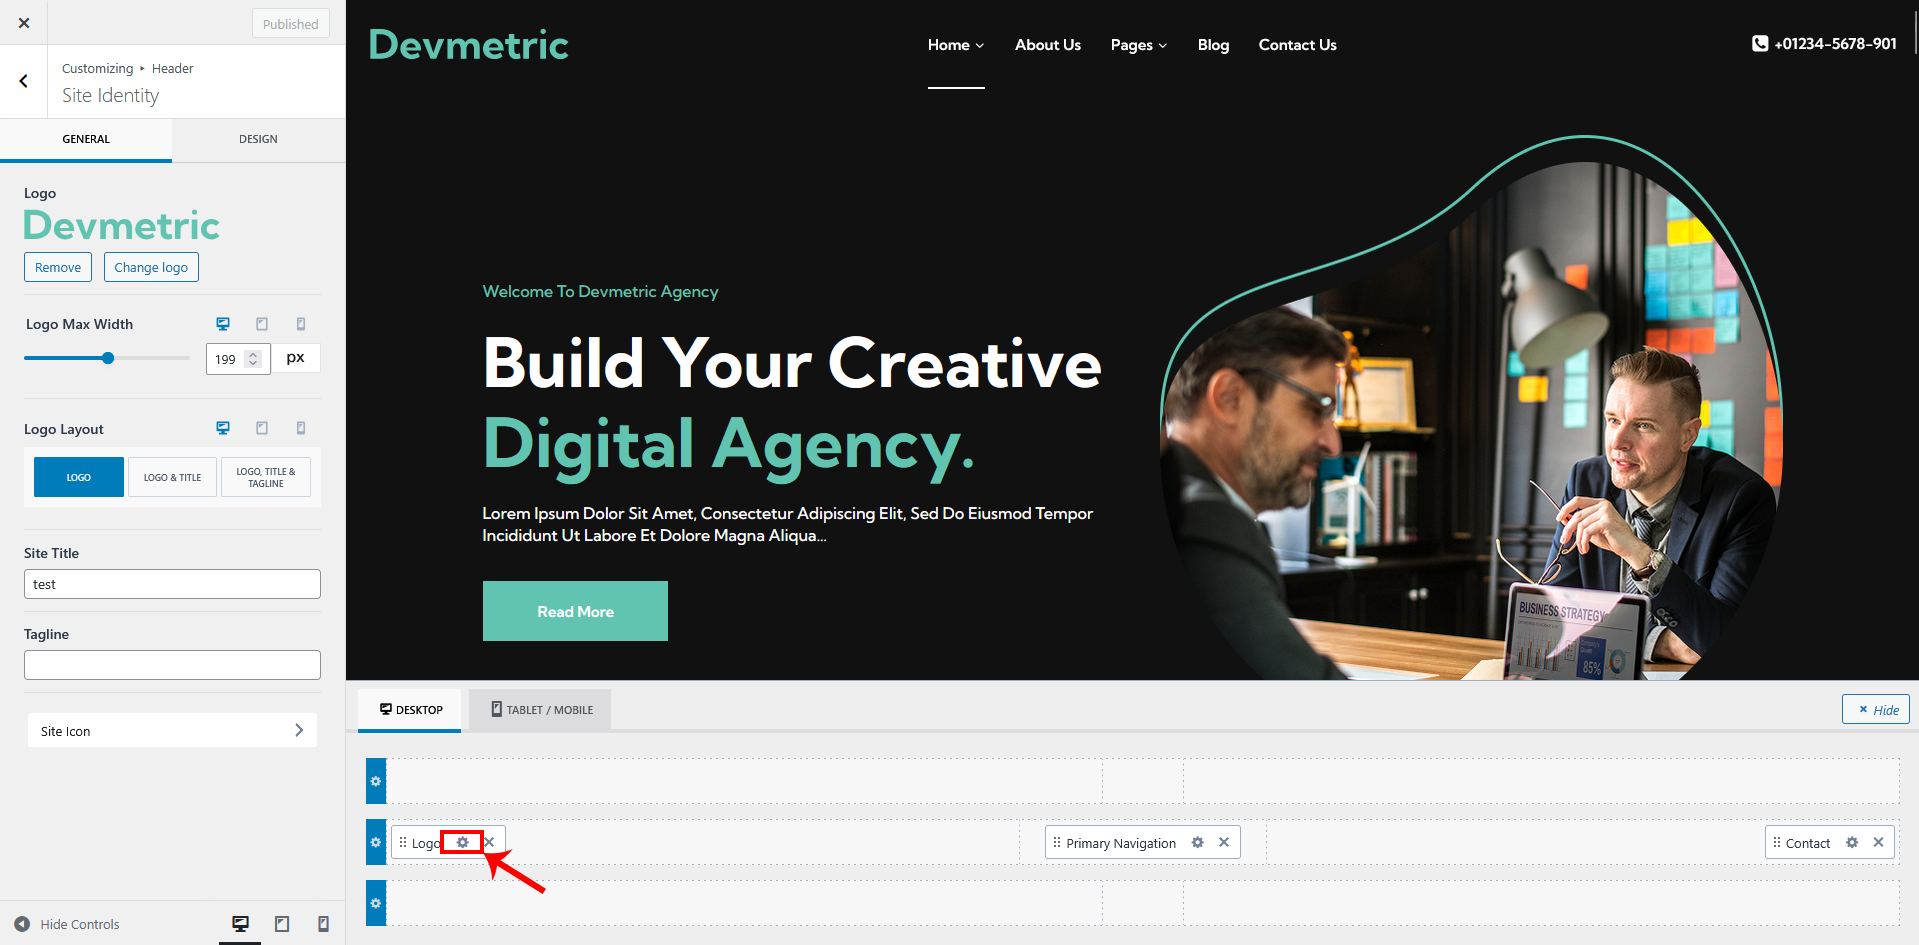 Published
Customizing ▸ Header
Site Identity
GENERAL
DESIGN
Logo
Devmetric
Remove
Change logo
Logo Max Width
199
px
Logo Layout
LOGO
LOGO & TITLE
LOGO, TITLE &
TAGLINE
Site Title
test
Tagline
Site Icon
Hide Controls
Devmetric
Home
About Us
Pages
Blog
Contact Us
+01234-5678-901
Welcome To Devmetric Agency
Build Your Creative
Digital Agency.
Lorem Ipsum Dolor Sit Amet, Consectetur Adipiscing Elit, Sed Do Eiusmod Tempor
Incididunt Ut Labore Et Dolore Magna Aliqua...
Read More
BUSINESS STRATEGY
85%
DESKTOP
TABLET / MOBILE
Hide
Logo
Primary Navigation
Contact